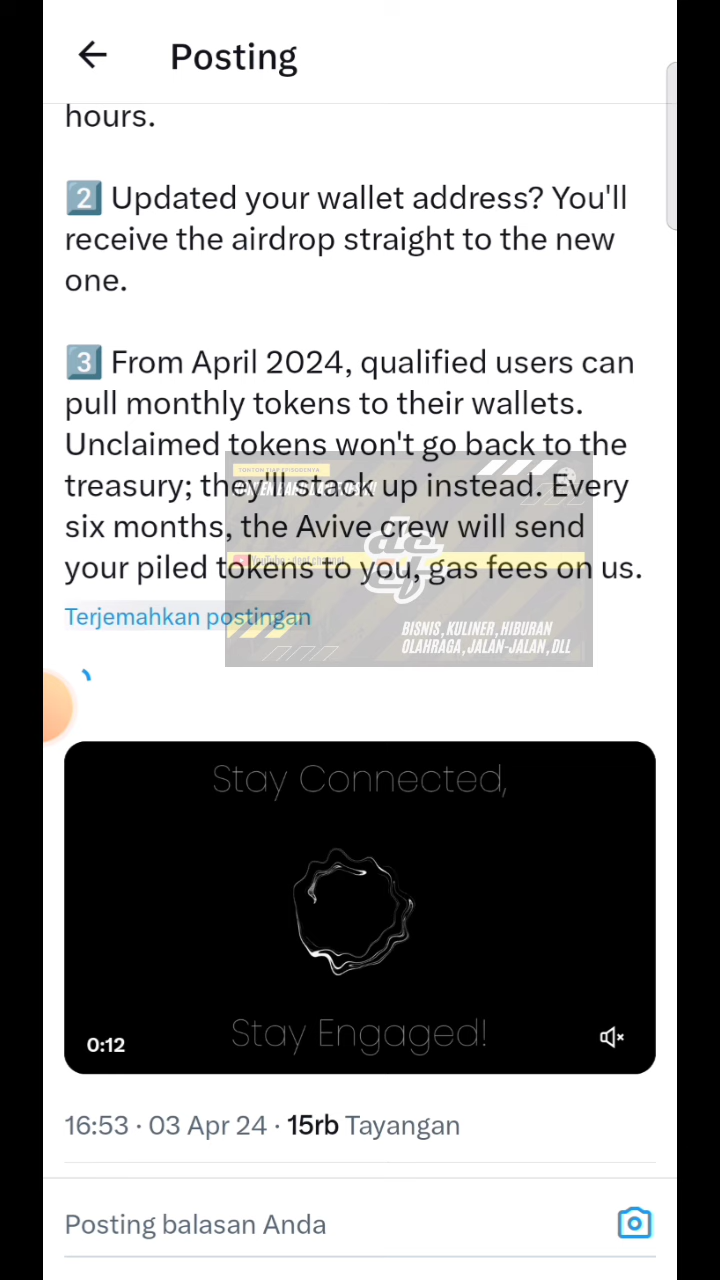 Posting
hours.
2 Updated your wallet address? You'll
receive the airdrop straight to the new
one.
3 From April 2024, qualified users can
pull monthly tokens to their wallets.
Unclaimed tokens won't go back to the
treasury; they'll stack up instead. Every
six months, the Avive crew will send
your piled tokens to you, gas fees on us.
Terjemahkan postingan
TONTON TIAP EPISODENYA
BISNIS, KULINER, HIBURAN
OLAHRAGA, JALAN-JALAN, DLL
Stay Connected,
Stay Engaged!
0:12
16:53 · 03 Apr 24 · 15rb Tayangan
Posting balasan Anda